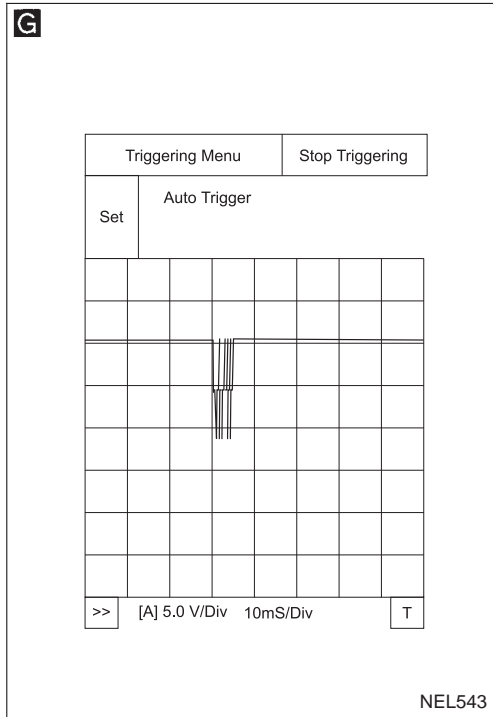 G
Triggering Menu Stop Triggering
Set Auto Trigger
>> [A] 5.0 V/Div 10mS/Div T
NEL543